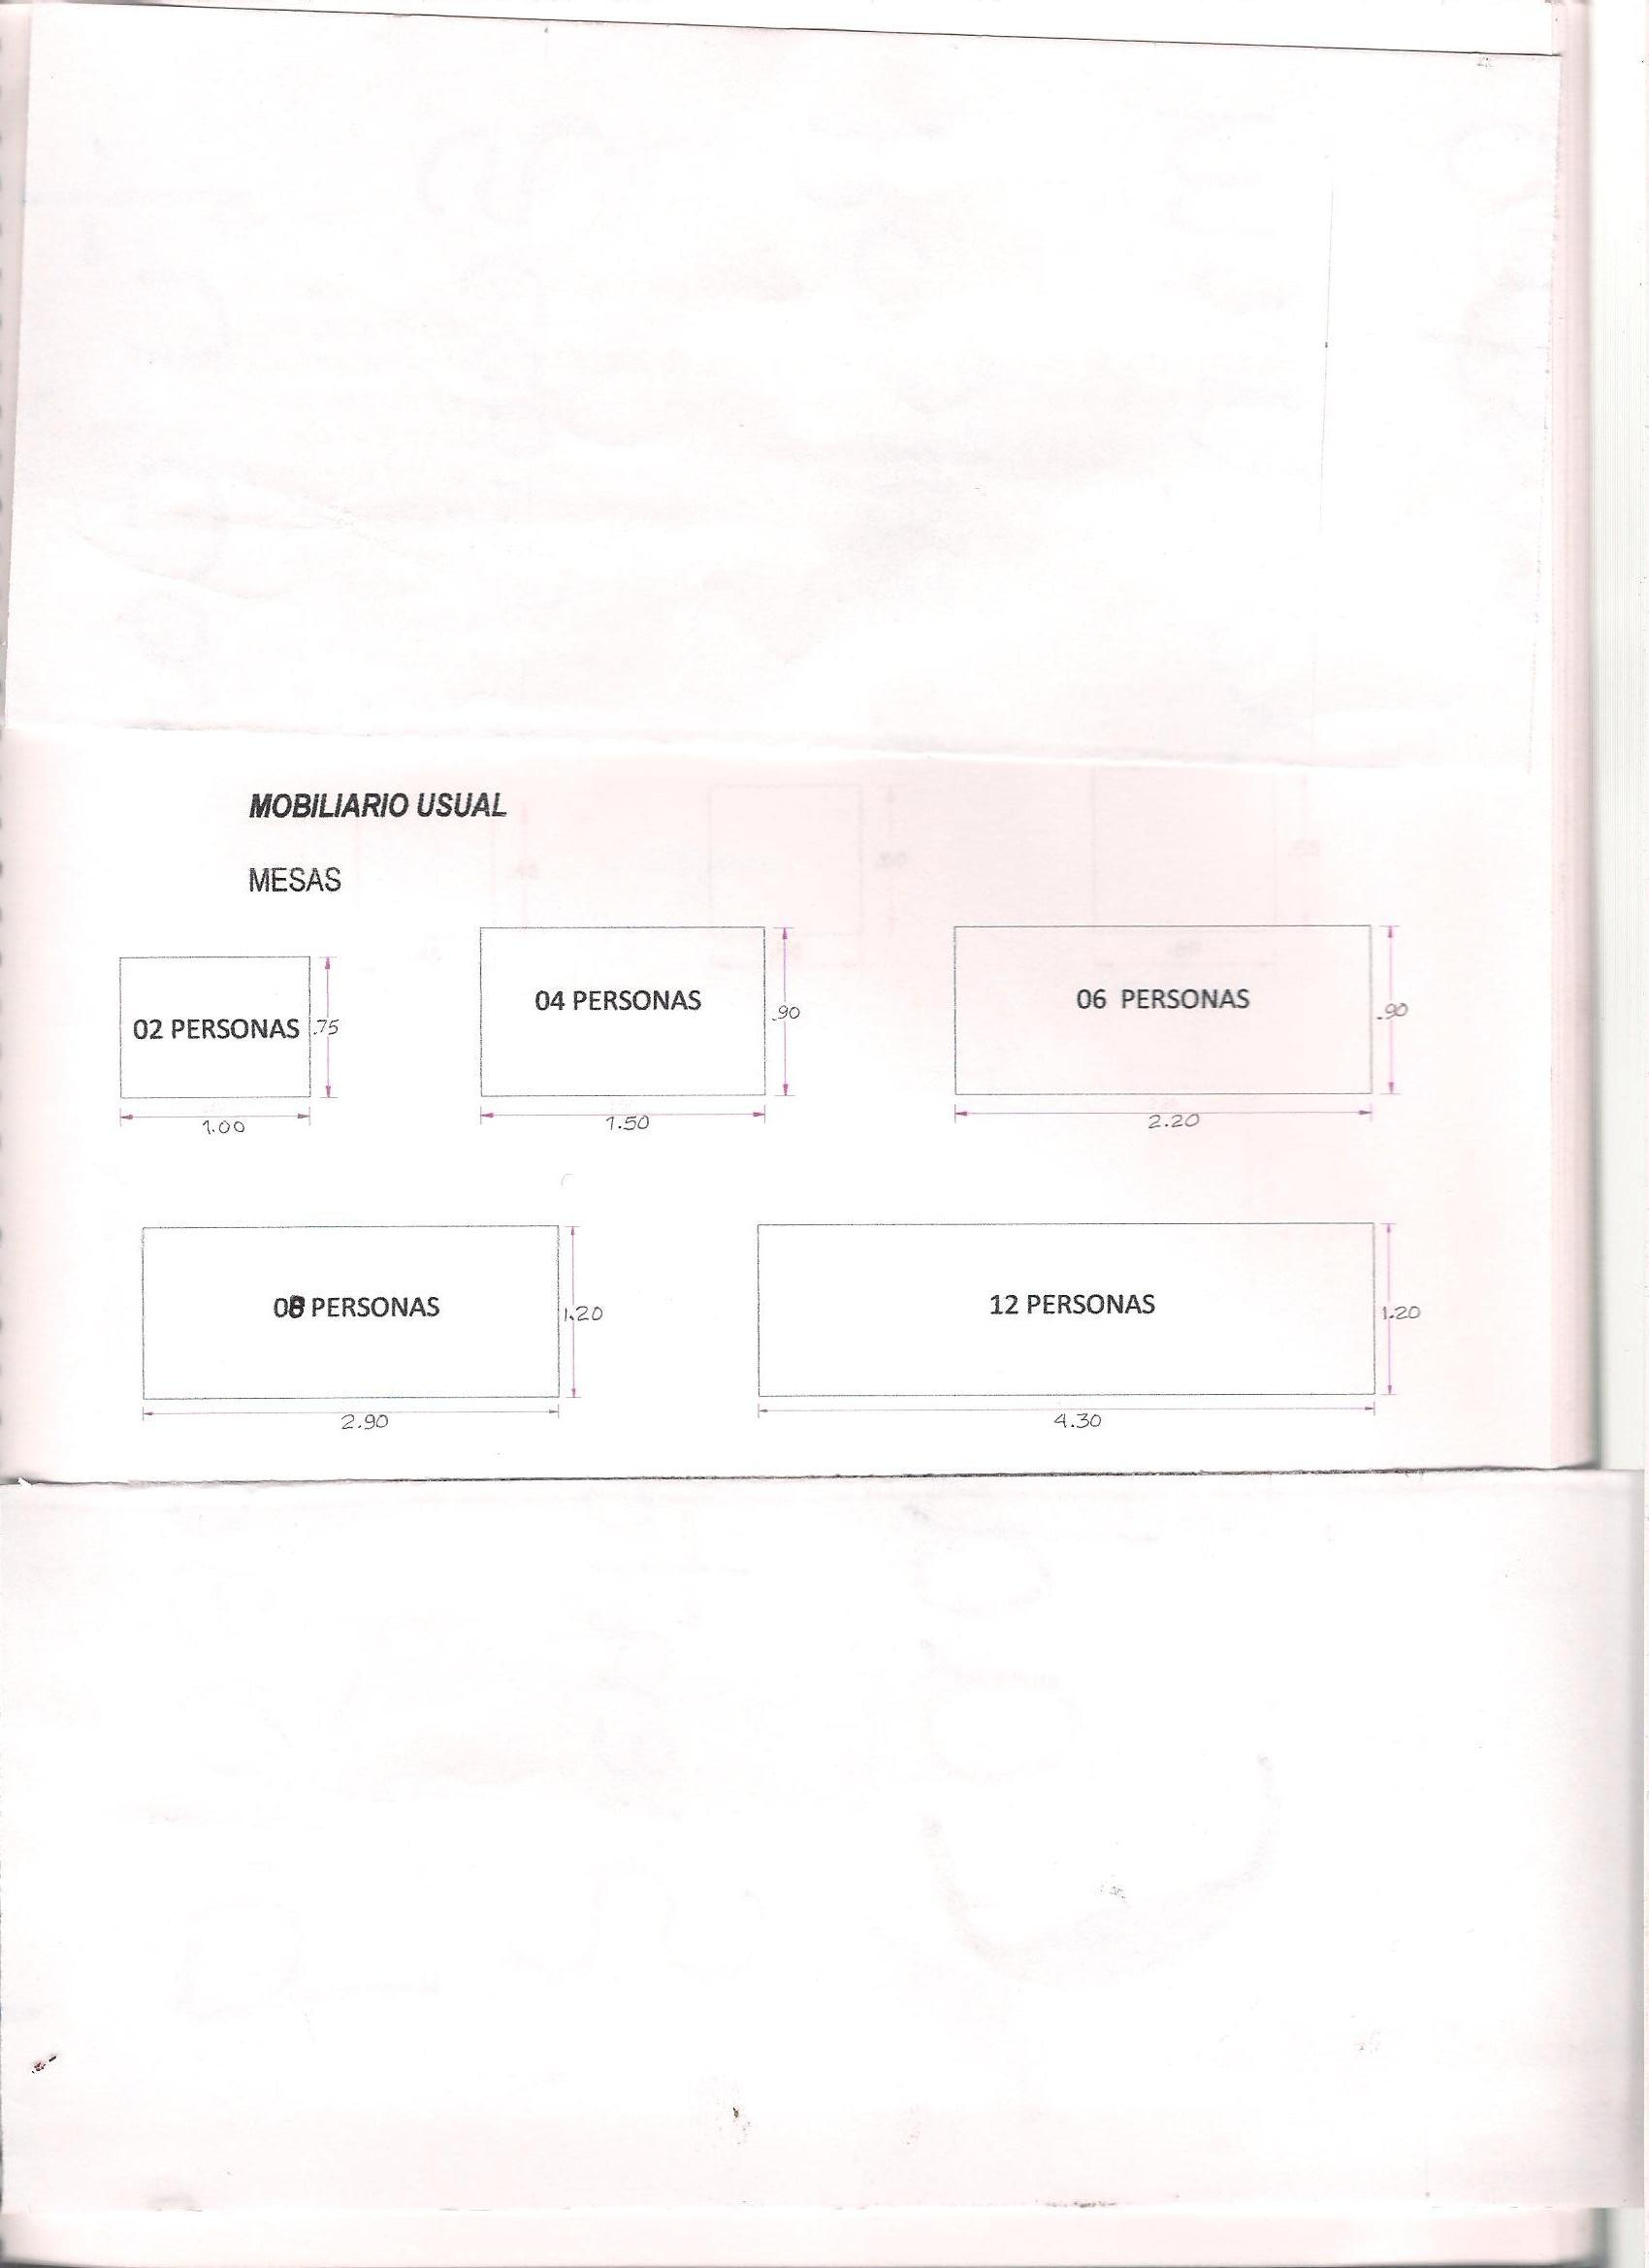 MOBILIARIO USUAL
MESAS
02 PERSONAS
.75
1.00
04 PERSONAS
.90
1.50
06 PERSONAS
.90
2.20
08 PERSONAS
1.20
2.90
12 PERSONAS
1.20
4.30